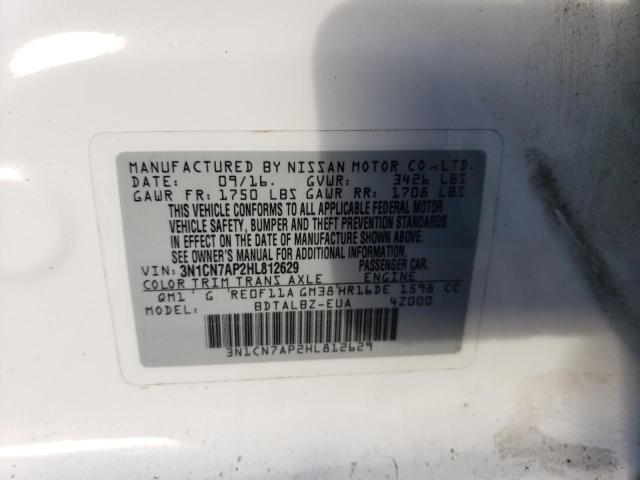 MANUFACTURED BY NISSAN MOTOR CO., LTD.
DATE: 09/16. GVWR: 3426 LBS
GAWR FR: 1750 LBS GAWR RR: 1708 LBS
THIS VEHICLE CONFORMS TO ALL APPLICABLE FEDERAL MOTOR
VEHICLE SAFETY, BUMPER AND THEFT PREVENTION STANDARDS
IN EFFECT ON THE DATE OF MANUFACTURE SHOWN ABOVE.
SEE OWNER'S MANUAL FOR ADDITIONAL INFORMATION.
VIN: 3N1CN7AP2HL812629 PASSENGER CAR.
COLOR TRIM TRANS AXLE ENGINE
QM1 G RE0F11A GM38 HR16DE 1598 CC
MODEL: BDTALBZ-EUA 4Z000
3N1CN7AP2HL812629